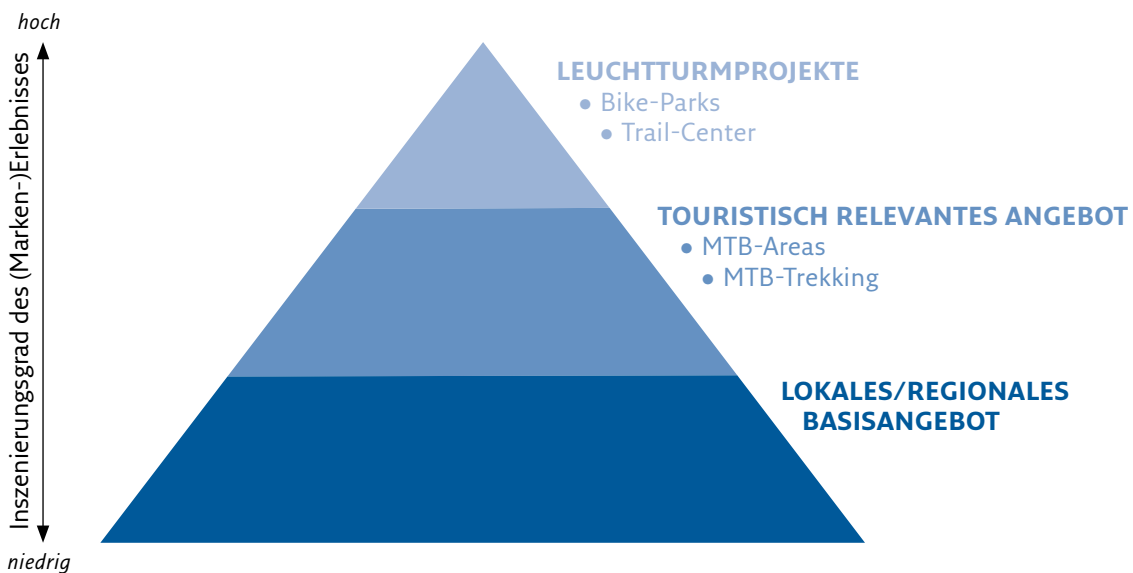 hoch
Inszenierungsgrad des (Marken-)Erlebnisses
niedrig
LEUCHTTURMPROJEKTE
• Bike-Parks
• Trail-Center
TOURISTISCH RELEVANTES ANGEBOT
• MTB-Areas
• MTB-Trekking
LOKALES/REGIONALES
BASISANGEBOT